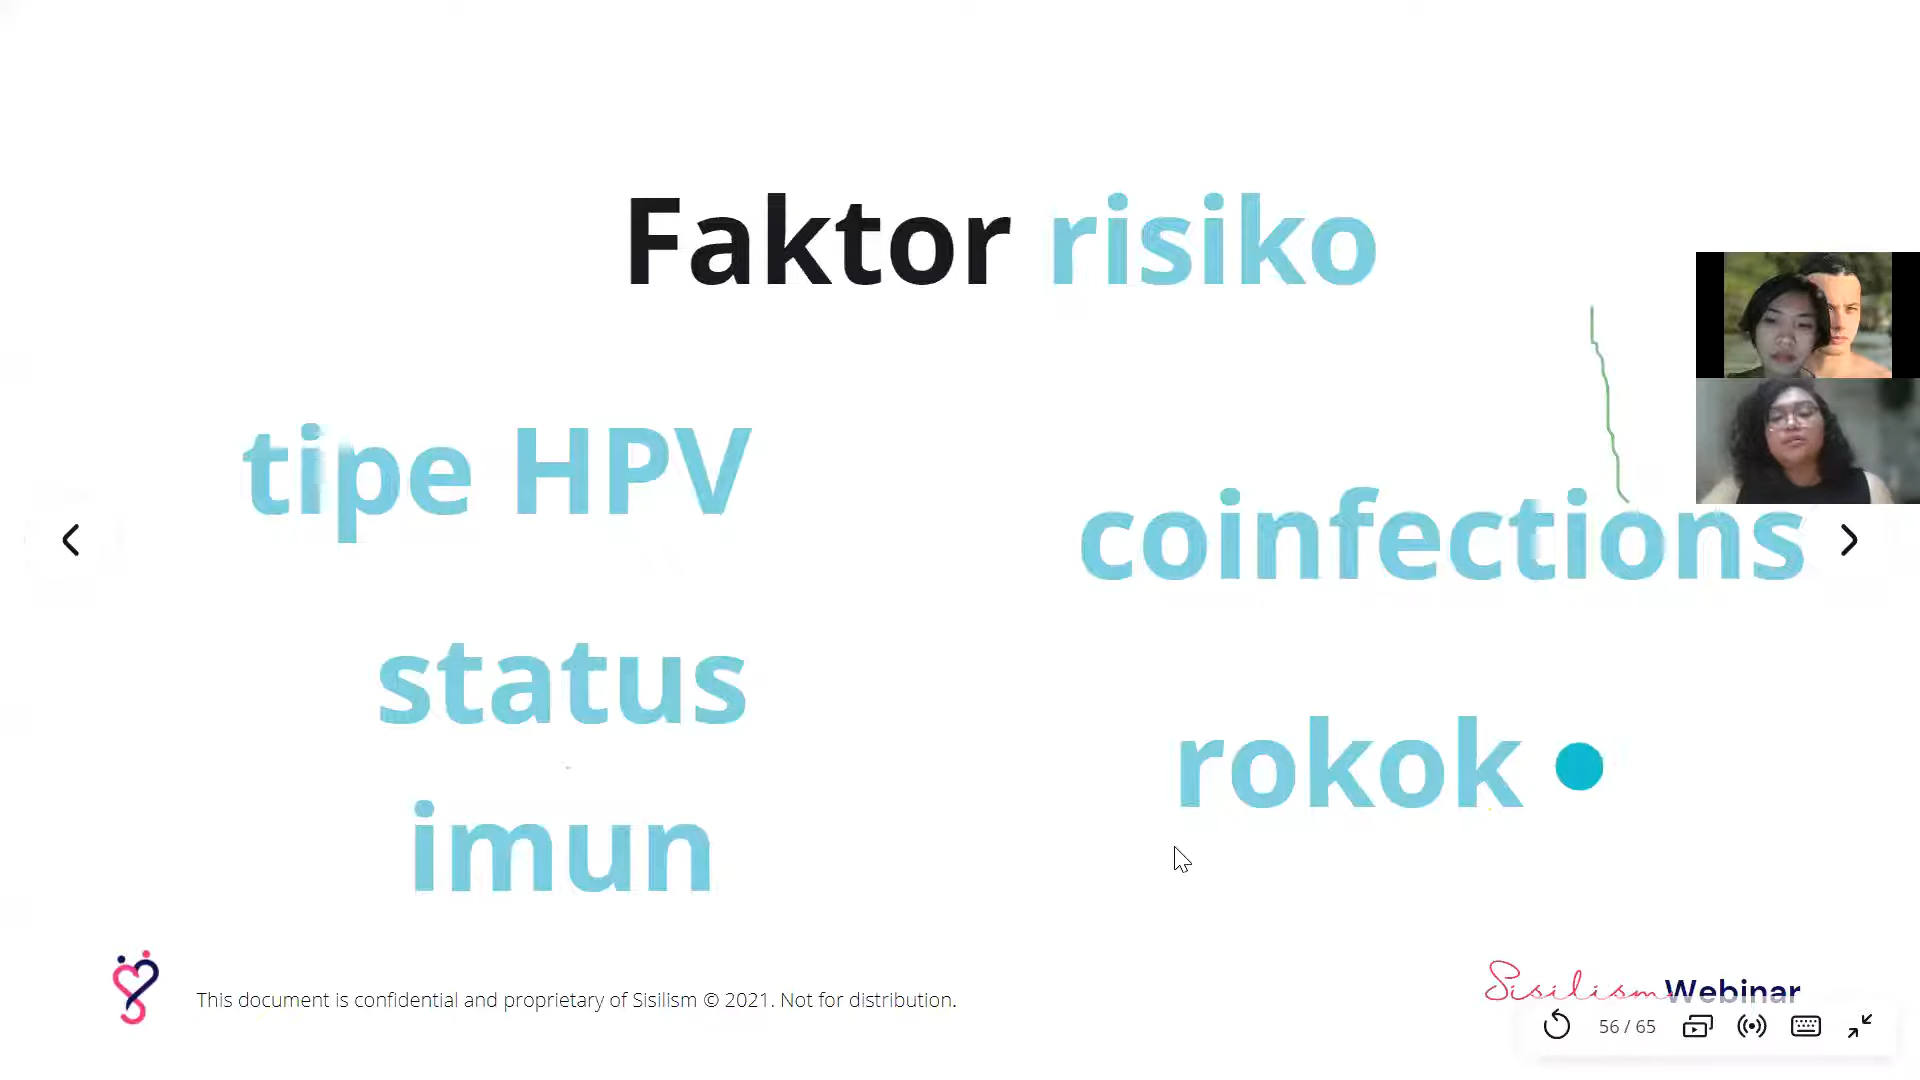 Faktor risiko
tipe HPV
coinfections
status
imun
rokok
This document is confidential and proprietary of Sisilism © 2021. Not for distribution.
Sisilism Webinar
56 / 65